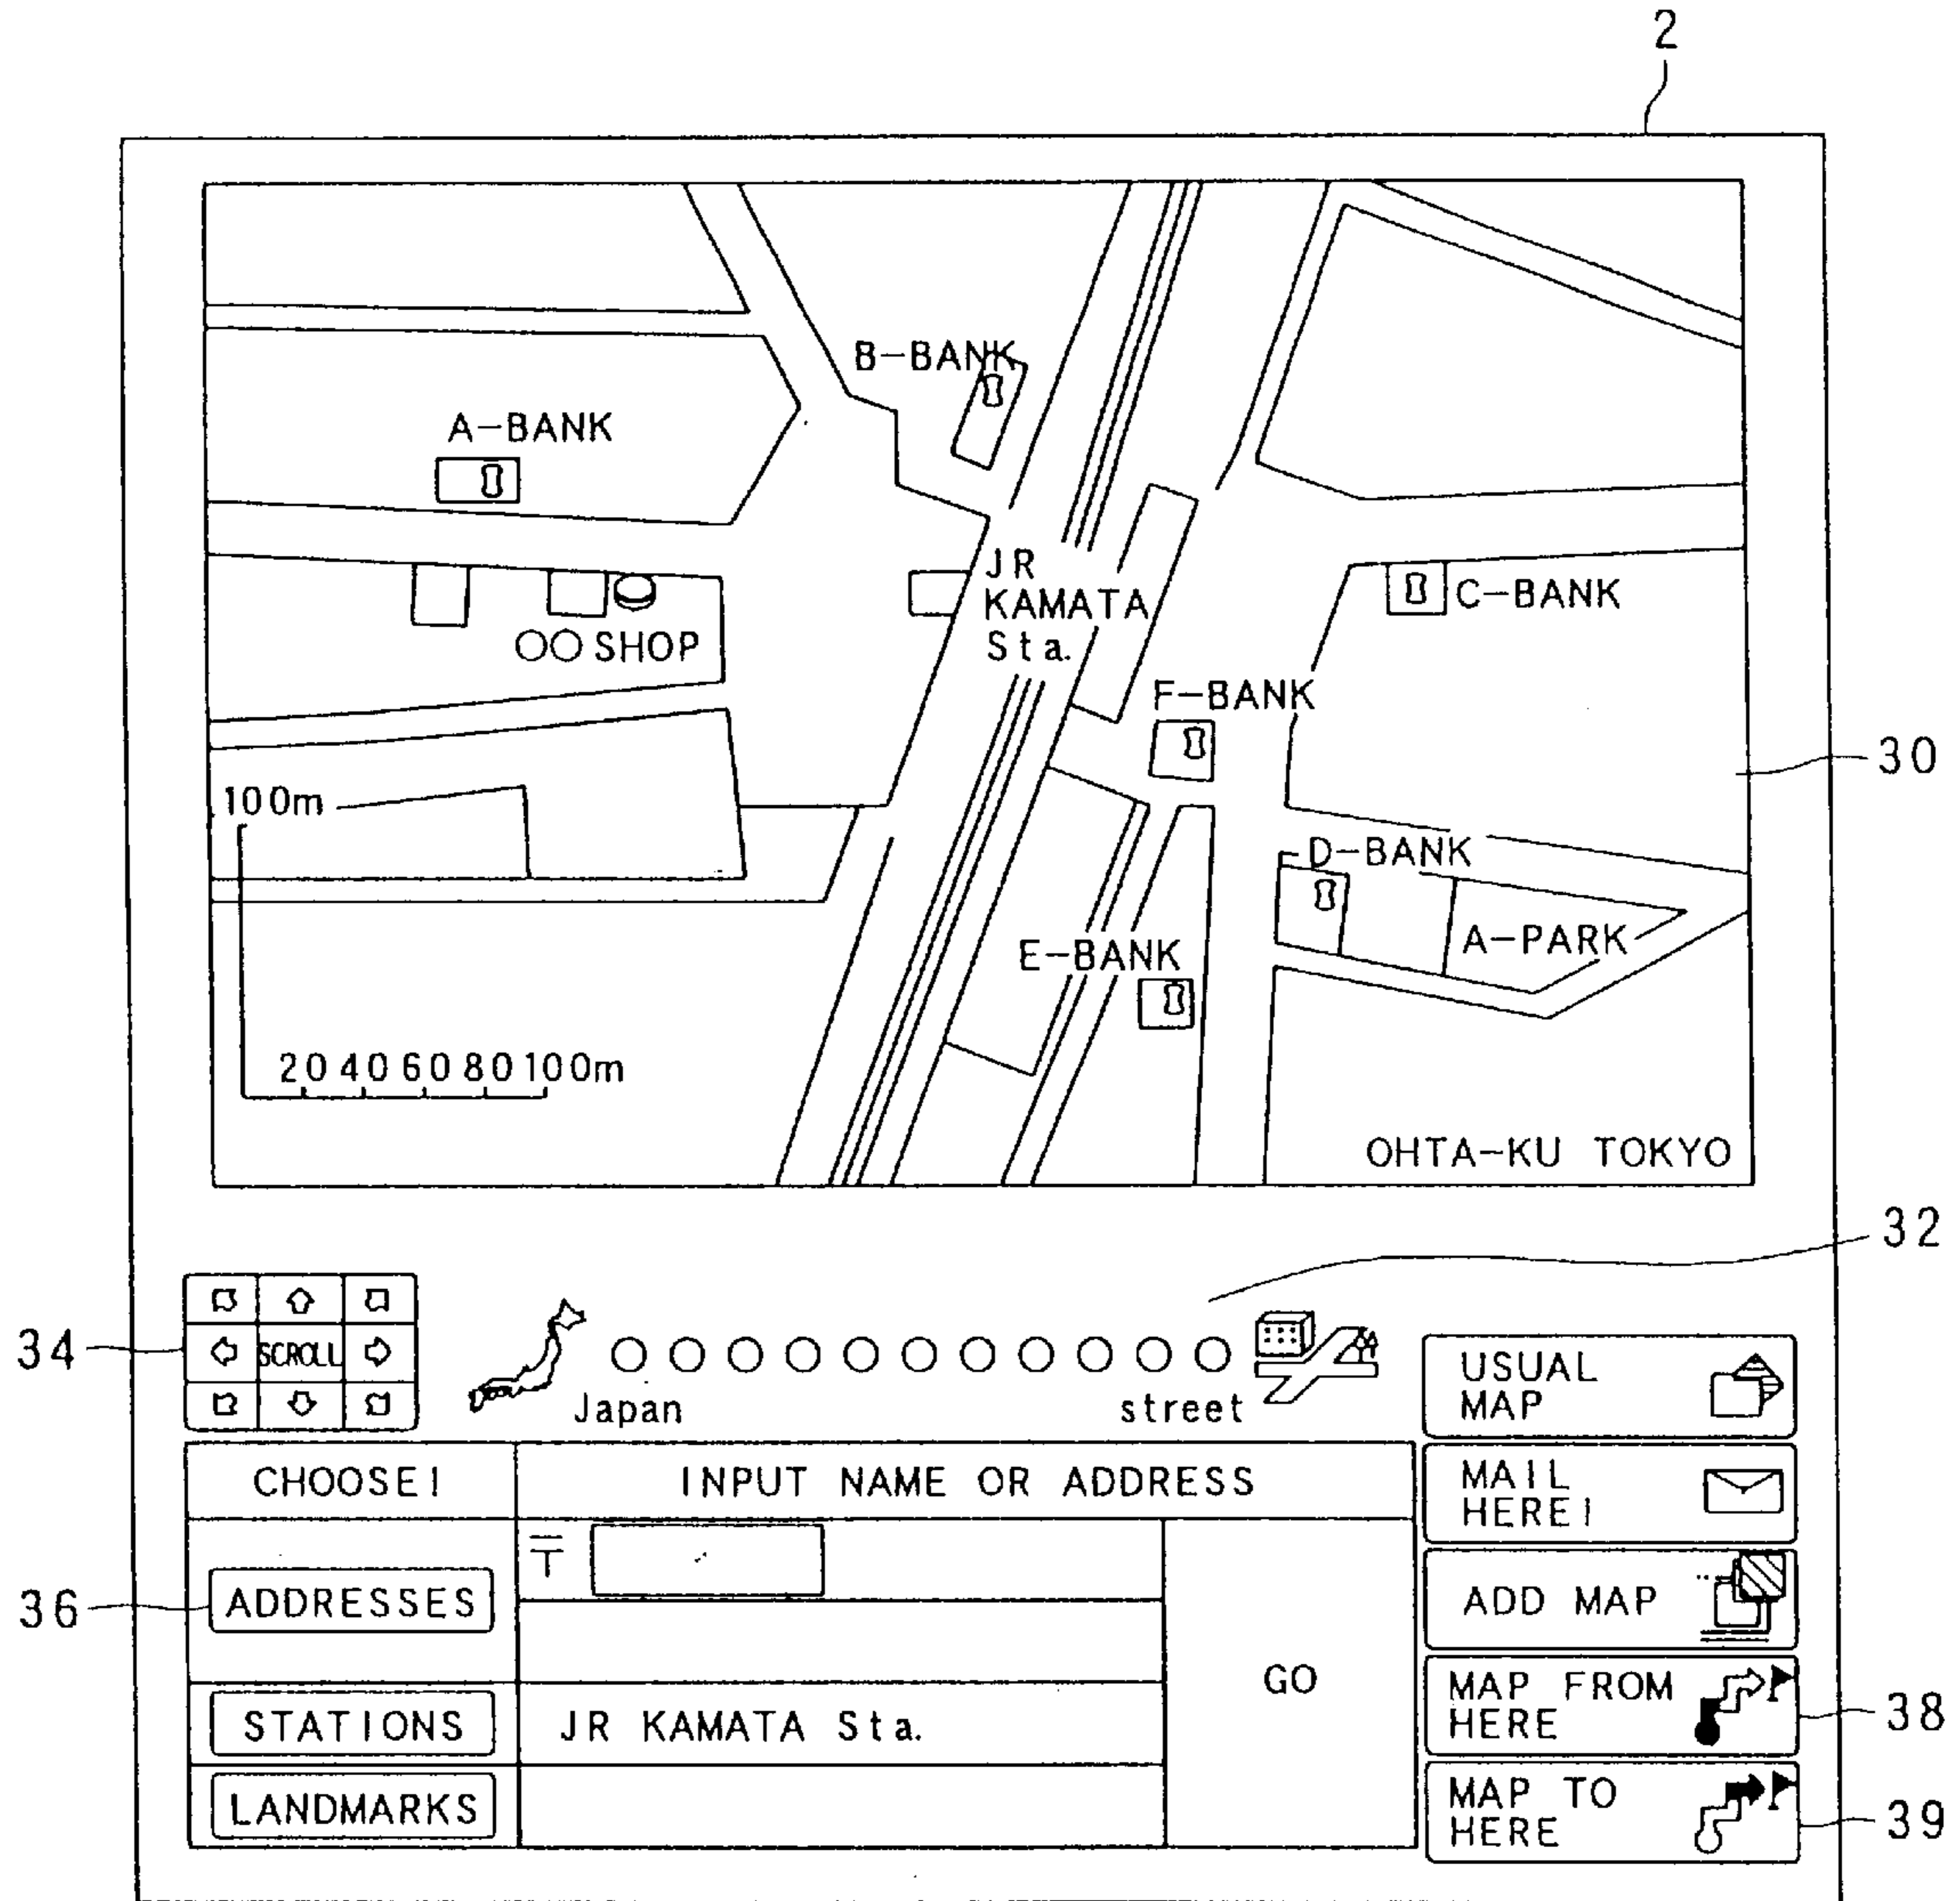 2
B-BANK
A-BANK
JR
KAMATA
Sta.
C-BANK
○○ SHOP
F-BANK
30
100m
D-BANK
A-PARK
E-BANK
20 40 60 80 100m
OHTA-KU TOKYO
32
34
SCROLL
Japan
street
USUAL
MAP
CHOOSE!
INPUT NAME OR ADDRESS
MAIL
HERE!
〒
36
ADDRESSES
ADD MAP
GO
STATIONS
JR KAMATA Sta.
MAP FROM
HERE
38
LANDMARKS
MAP TO
HERE
39